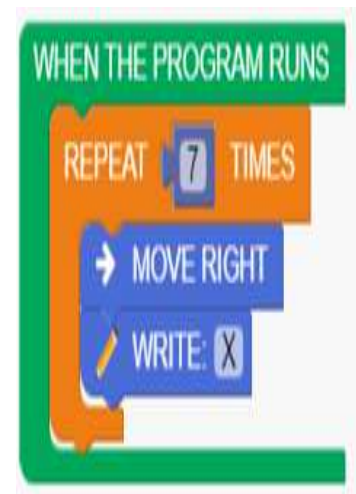 WHEN THE PROGRAM RUNS
REPEAT 7 TIMES
MOVE RIGHT
WRITE: X